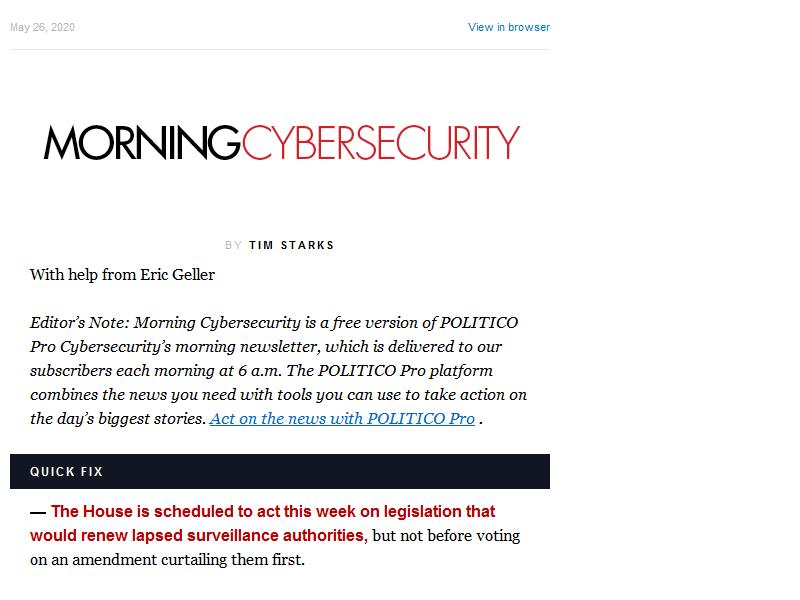 May 26, 2020
View in browser
MORNINGCYBERSECURITY
BY TIM STARKS
With help from Eric Geller
Editor's Note: Morning Cybersecurity is a free version of POLITICO
Pro Cybersecurity's morning newsletter, which is delivered to our
subscribers each morning at 6 a.m. The POLITICO Pro platform
combines the news you need with tools you can use to take action on
the day's biggest stories. Act on the news with POLITICO Pro .
QUICK FIX
— The House is scheduled to act this week on legislation that
would renew lapsed surveillance authorities, but not before voting
on an amendment curtailing them first.